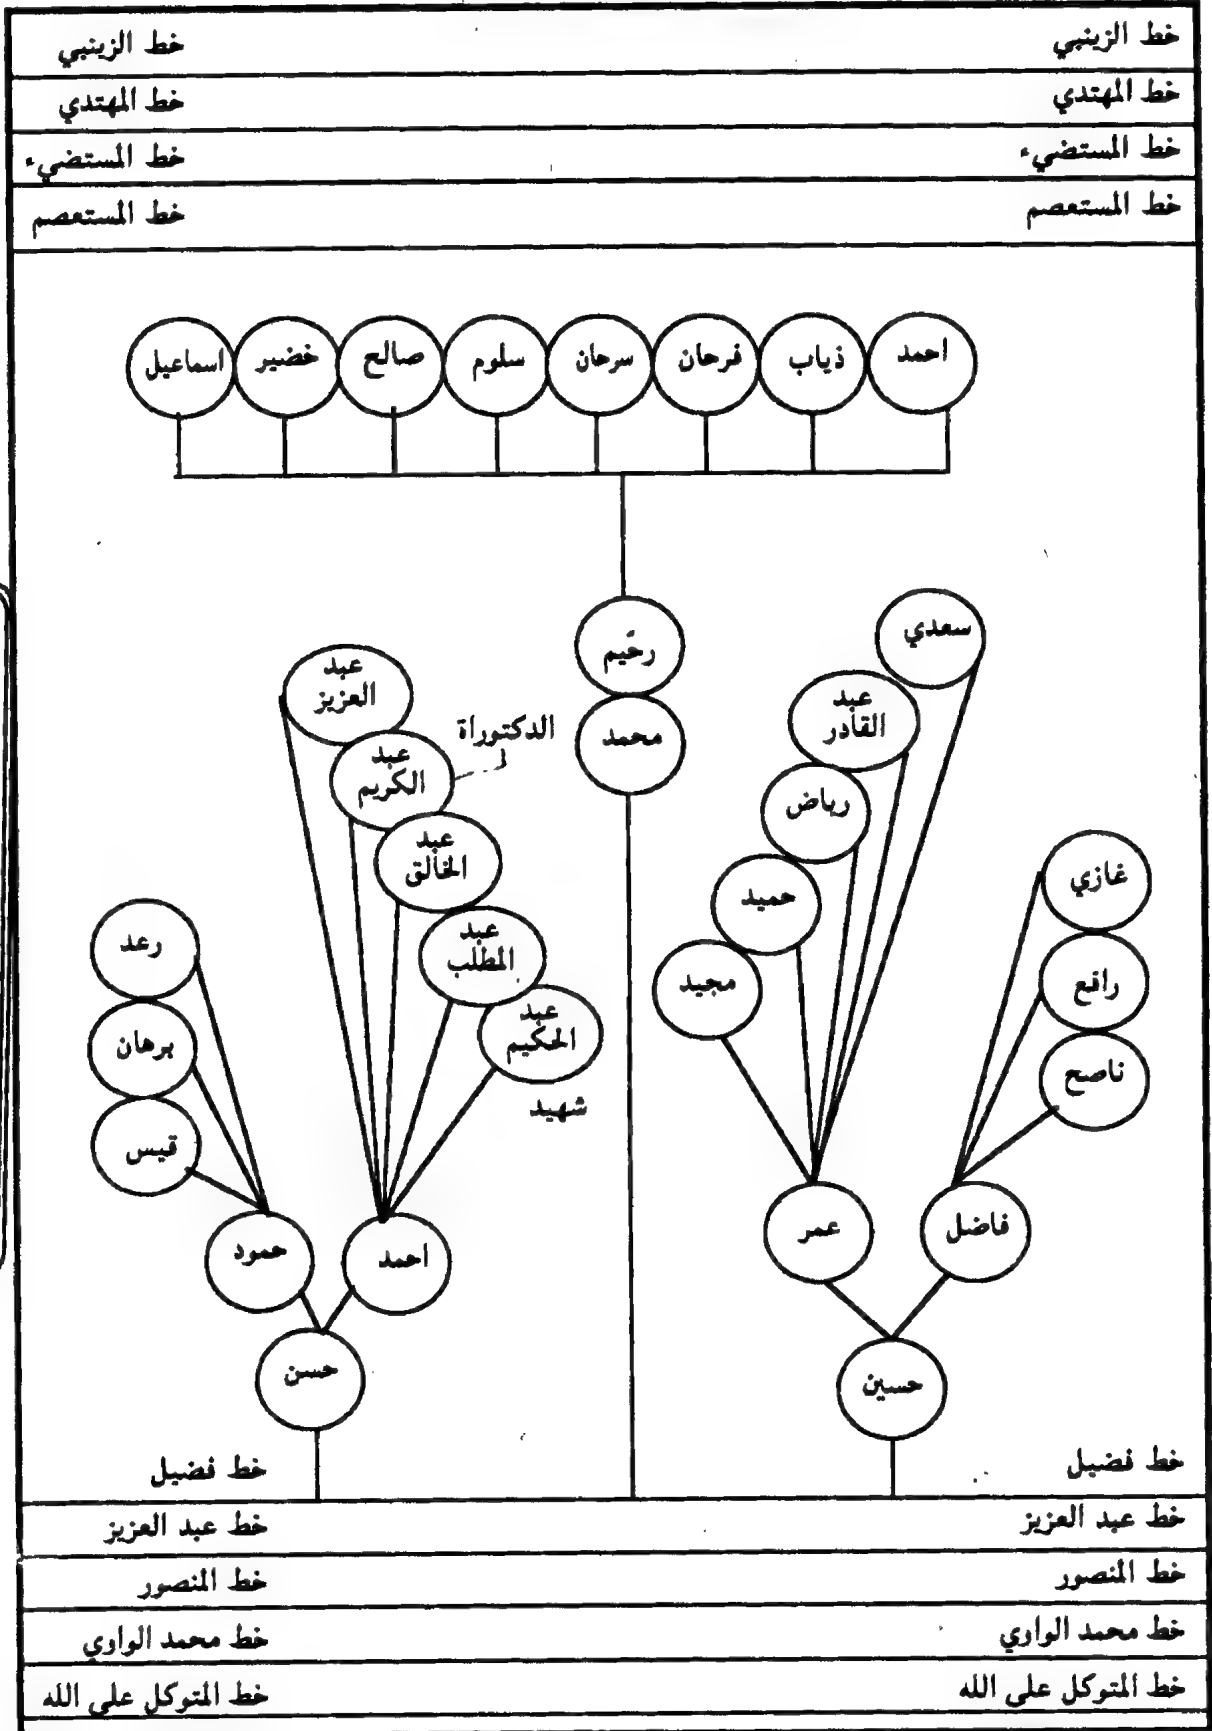 خط الزينبي
خط الزينبي
خط المهتدي
خط المهتدي
خط المستضيء
خط المستضيء
خط المستعصم
خط المستعصم
احمد
ذياب
فرحان
سرحان
سلوم
صالح
خضير
اسماعيل
رخيم
محمد
سعدي
عبد
القادر
رياض
حميد
مجيد
غازي
رافع
ناصح
عمر
فاضل
حسين
عبد
العزيز
عبد
الكريم
الدكتوراة
عبد
الخالق
عبد
المطلب
عبد
الحكيم
شهيد
رعد
برهان
قيس
احمد
حمود
حسن
خط فضيل
خط فضيل
خط عبد العزيز
خط عبد العزيز
خط المنصور
خط المنصور
خط محمد الواوي
خط محمد الواوي
خط المتوكل على الله
خط المتوكل على الله